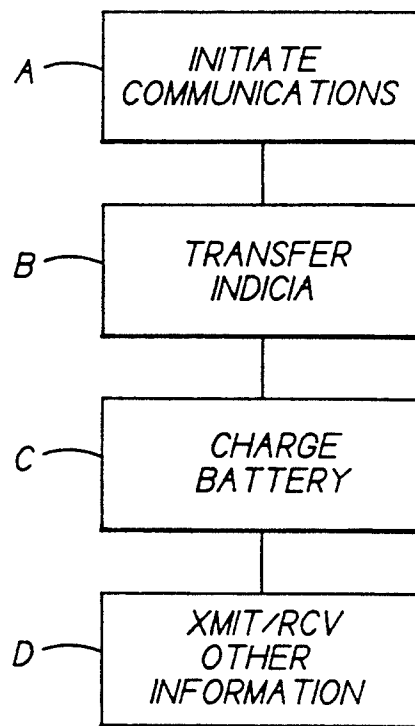 A
INITIATE
COMMUNICATIONS
B
TRANSFER
INDICIA
C
CHARGE
BATTERY
D
XMIT/RCV
OTHER
INFORMATION